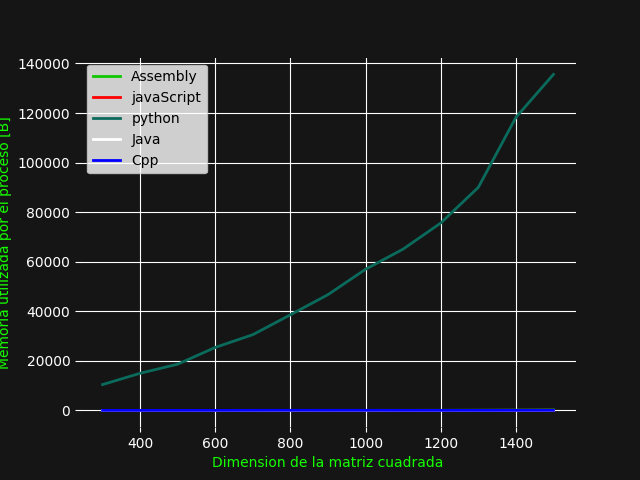 Assembly
javaScript
python
Java
Cpp
140000
120000
100000
80000
60000
40000
20000
0
Memoria utilizada por el proceso [B]
400
600
800
1000
1200
1400
Dimension de la matriz cuadrada